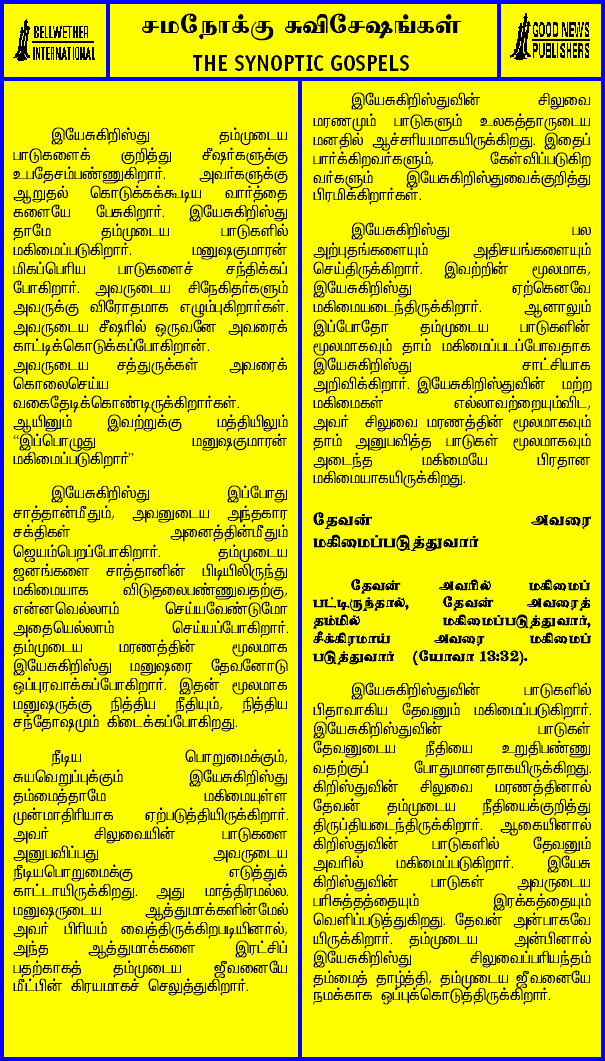 BELLWETHER
INTERNATIONAL
சமநோக்கு சுவிசேஷங்கள்
THE SYNOPTIC GOSPELS
GOOD NEWS
PUBLISHERS
இயேசுகிறிஸ்து தம்முடைய
பாடுகளைக் குறித்து சீஷர்களுக்கு
உபதேசம்பண்ணுகிறார். அவர்களுக்கு
ஆறுதல் கொடுக்கக்கூடிய வார்த்தை
களையே பேசுகிறார். இயேசுகிறிஸ்து
தாமே தம்முடைய பாடுகளில்
மகிமைப்படுகிறார். மனுஷகுமாரன்
மிகப்பெரிய பாடுகளைச் சந்திக்கப்
போகிறார். அவருடைய சிநேகிதர்களும்
அவருக்கு விரோதமாக எழும்புகிறார்கள்.
அவருடைய சீஷரில் ஒருவனே அவரைக்
காட்டிக்கொடுக்கப்போகிறான்.
அவருடைய சத்துருக்கள் அவரைக்
கொலைசெய்ய
வகைதேடிக்கொண்டிருக்கிறார்கள்.
ஆயினும் இவற்றுக்கு மத்தியிலும்
“இப்பொழுது மனுஷகுமாரன்
மகிமைப்படுகிறார்”
இயேசுகிறிஸ்து இப்போது
சாத்தான்மீதும், அவனுடைய அந்தகார
சக்திகள் அனைத்தின்மீதும்
ஜெயம்பெறப்போகிறார். தம்முடைய
ஜனங்களை சாத்தானின் பிடியிலிருந்து
மகிமையாக விடுதலைபண்ணுவதற்கு,
என்னவெல்லாம் செய்யவேண்டுமோ
அதையெல்லாம் செய்யப்போகிறார்.
தம்முடைய மரணத்தின் மூலமாக
இயேசுகிறிஸ்து மனுஷரை தேவனோடு
ஒப்புரவாக்கப்போகிறார். இதன் மூலமாக
மனுஷருக்கு நித்திய நீதியும், நித்திய
சந்தோஷமும் கிடைக்கப்போகிறது.
நீடிய பொறுமைக்கும்,
சுயவெறுப்புக்கும் இயேசுகிறிஸ்து
தம்மைத்தாமே மகிமையுள்ள
முன்மாதிரியாக ஏற்படுத்தியிருக்கிறார்.
அவர் சிலுவையின் பாடுகளை
அனுபவிப்பது அவருடைய
நீடியபொறுமைக்கு எடுத்துக்
காட்டாயிருக்கிறது. அது மாத்திரமல்ல.
மனுஷருடைய ஆத்துமாக்களின்மேல்
அவர் பிரியம் வைத்திருக்கிறபடியினால்,
அந்த ஆத்துமாக்களை இரட்சிப்
பதற்காகத் தம்முடைய ஜீவனையே
மீட்பின் கிரயமாகச் செலுத்துகிறார்.
இயேசுகிறிஸ்துவின் சிலுவை
மரணமும் பாடுகளும் உலகத்தாருடைய
மனதில் ஆச்சரியமாகயிருக்கிறது. இதைப்
பார்க்கிறவர்களும், கேள்விப்படுகிற
வர்களும் இயேசுகிறிஸ்துவைக்குறித்து
பிரமிக்கிறார்கள்.
இயேசுகிறிஸ்து பல
அற்புதங்களையும் அதிசயங்களையும்
செய்திருக்கிறார். இவற்றின் மூலமாக,
இயேசுகிறிஸ்து ஏற்கெனவே
மகிமையடைந்திருக்கிறார். ஆனாலும்
இப்போதோ தம்முடைய பாடுகளின்
மூலமாகவும் தாம் மகிமைப்படப்போவதாக
இயேசுகிறிஸ்து சாட்சியாக
அறிவிக்கிறார். இயேசுகிறிஸ்துவின் மற்ற
மகிமைகள் எல்லாவற்றையும்விட,
அவர் சிலுவை மரணத்தின் மூலமாகவும்
தாம் அனுபவித்த பாடுகள் மூலமாகவும்
அடைந்த மகிமையே பிரதான
மகிமையாகயிருக்கிறது.
தேவன் அவரை
மகிமைப்படுத்துவார்
தேவன் அவரில் மகிமைப்
பட்டிருந்தால், தேவன் அவரைத்
தம்மில் மகிமைப்படுத்துவார்,
சீக்கிரமாய் அவரை மகிமைப்
படுத்துவார் (யோவா 13:32).
இயேசுகிறிஸ்துவின் பாடுகளில்
பிதாவாகிய தேவனும் மகிமைப்படுகிறார்.
இயேசுகிறிஸ்துவின் பாடுகள்
தேவனுடைய நீதியை உறுதிபண்ணு
வதற்குப் போதுமானதாகயிருக்கிறது.
கிறிஸ்துவின் சிலுவை மரணத்தினால்
தேவன் தம்முடைய நீதியைக்குறித்து
திருப்தியடைந்திருக்கிறார். ஆகையினால்
கிறிஸ்துவின் பாடுகளில் தேவனும்
அவரில் மகிமைப்படுகிறார். இயேசு
கிறிஸ்துவின் பாடுகள் அவருடைய
பரிசுத்தத்தையும் இரக்கத்தையும்
வெளிப்படுத்துகிறது. தேவன் அன்பாகவே
யிருக்கிறார். தம்முடைய அன்பினால்
இயேசுகிறிஸ்து சிலுவைப்பரியந்தம்
தம்மைத் தாழ்த்தி, தம்முடைய ஜீவனையே
நமக்காக ஒப்புக்கொடுத்திருக்கிறார்.